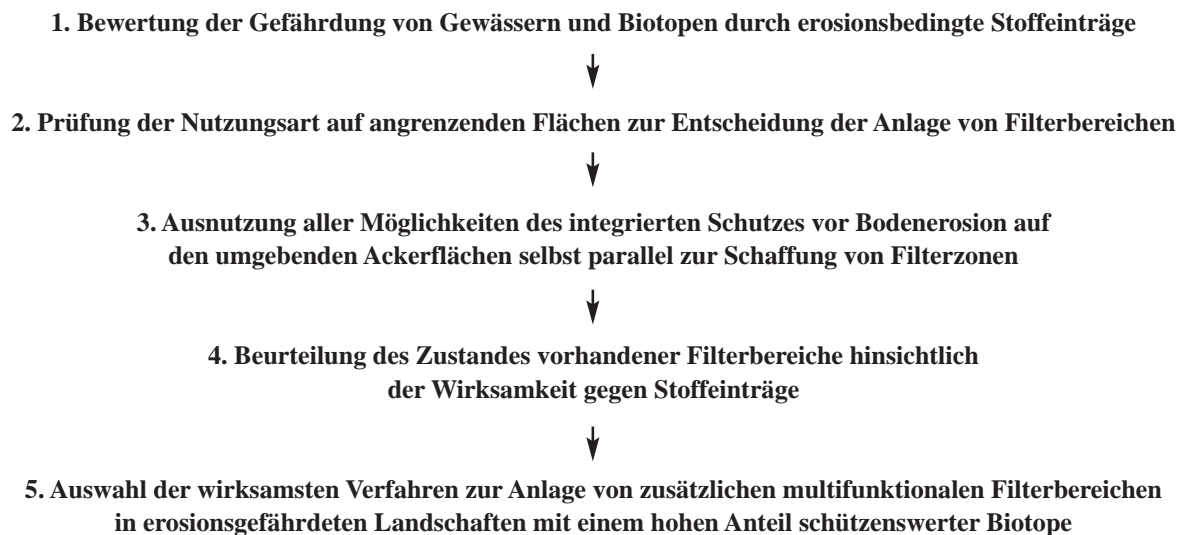 1. Bewertung der Gefährdung von Gewässern und Biotopen durch erosionsbedingte Stoffeinträge
2. Prüfung der Nutzungsart auf angrenzenden Flächen zur Entscheidung der Anlage von Filterbereichen
3. Ausnutzung aller Möglichkeiten des integrierten Schutzes vor Bodenerosion auf
den umgebenden Ackerflächen selbst parallel zur Schaffung von Filterzonen
4. Beurteilung des Zustandes vorhandener Filterbereiche hinsichtlich
der Wirksamkeit gegen Stoffeinträge
5. Auswahl der wirksamsten Verfahren zur Anlage von zusätzlichen multifunktionalen Filterbereichen
in erosionsgefährdeten Landschaften mit einem hohen Anteil schützenswerter Biotope